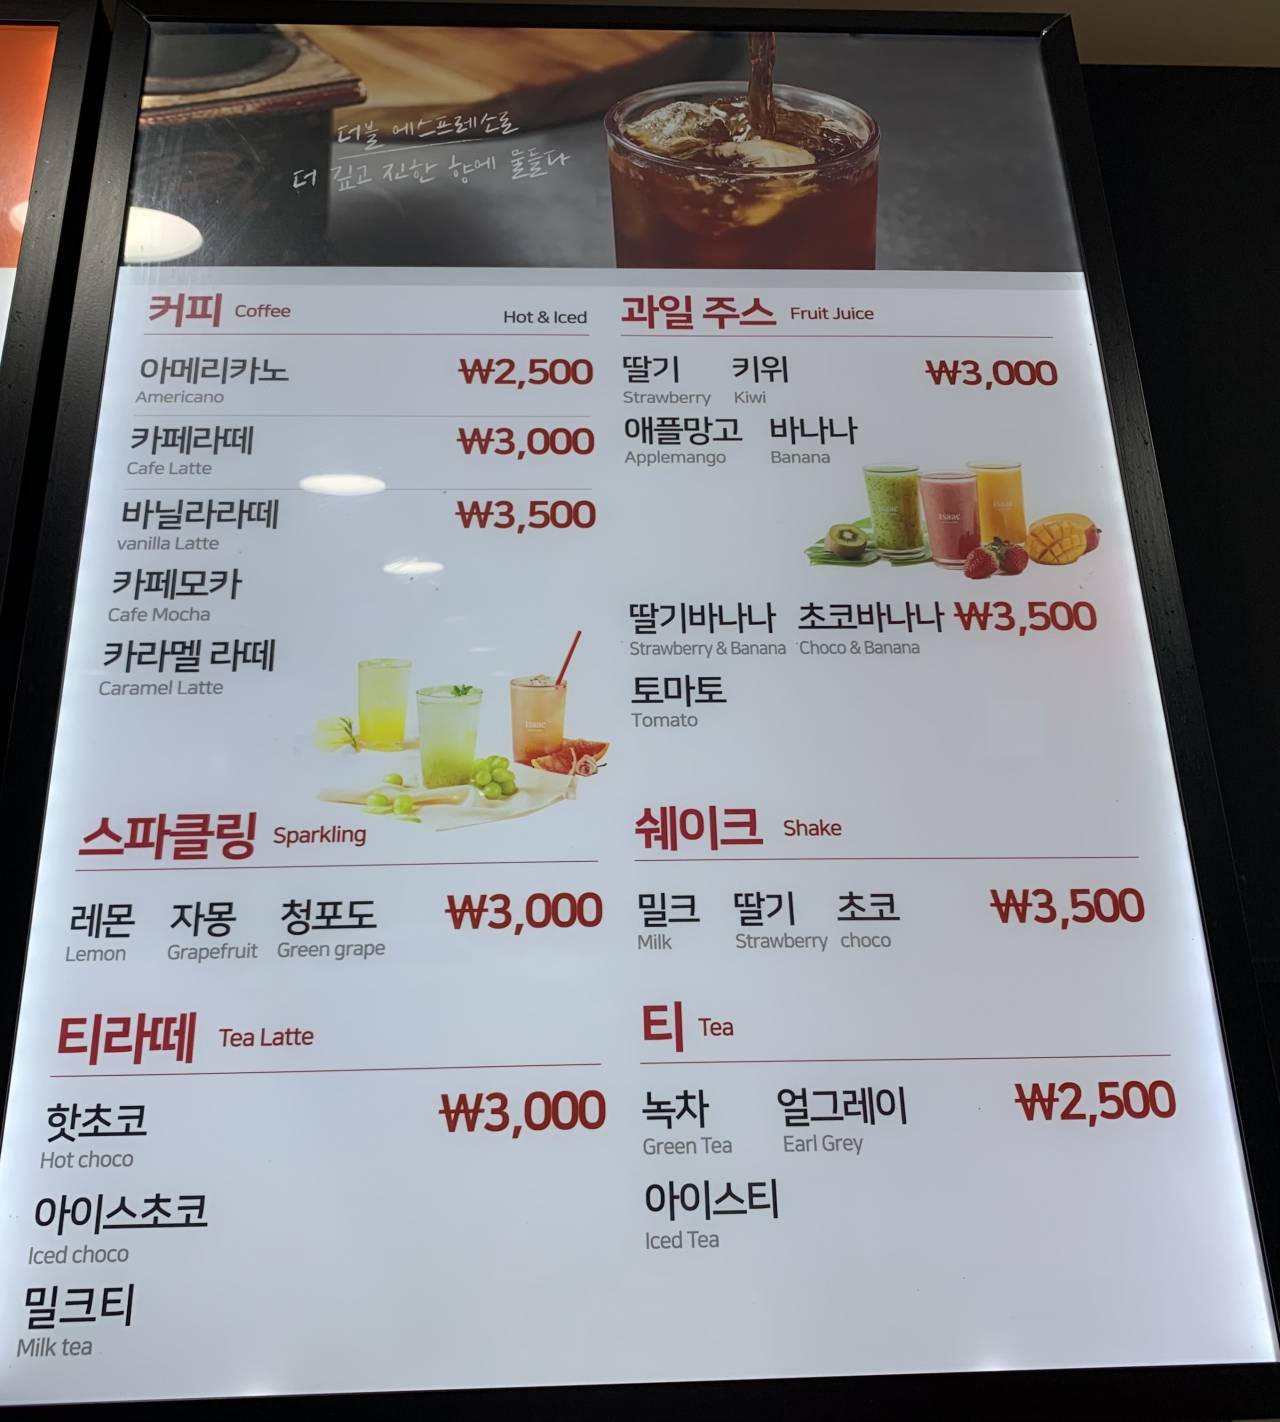 더블 에스프레소로
더 깊고 진한 향에 물들다
커피 Coffee Hot & Iced
아메리카노 ₩2,500
Americano
카페라떼 ₩3,000
Cafe Latte
바닐라라떼 ₩3,500
vanilla Latte
카페모카
Cafe Mocha
카라멜 라떼
Caramel Latte
isaac
스파클링 Sparkling
레몬 자몽 청포도 ₩3,000
Lemon Grapefruit Green grape
티라떼 Tea Latte
핫초코 ₩3,000
Hot choco
아이스초코
Iced choco
밀크티
Milk tea
과일 주스 Fruit Juice
딸기 키위 ₩3,000
Strawberry Kiwi
애플망고 바나나
Applemango Banana
isaac isaac isaac
딸기바나나 초코바나나 ₩3,500
Strawberry & Banana Choco & Banana
토마토
Tomato
쉐이크 Shake
밀크 딸기 초코 ₩3,500
Milk Strawberry choco
티 Tea
녹차 얼그레이 ₩2,500
Green Tea Earl Grey
아이스티
Iced Tea